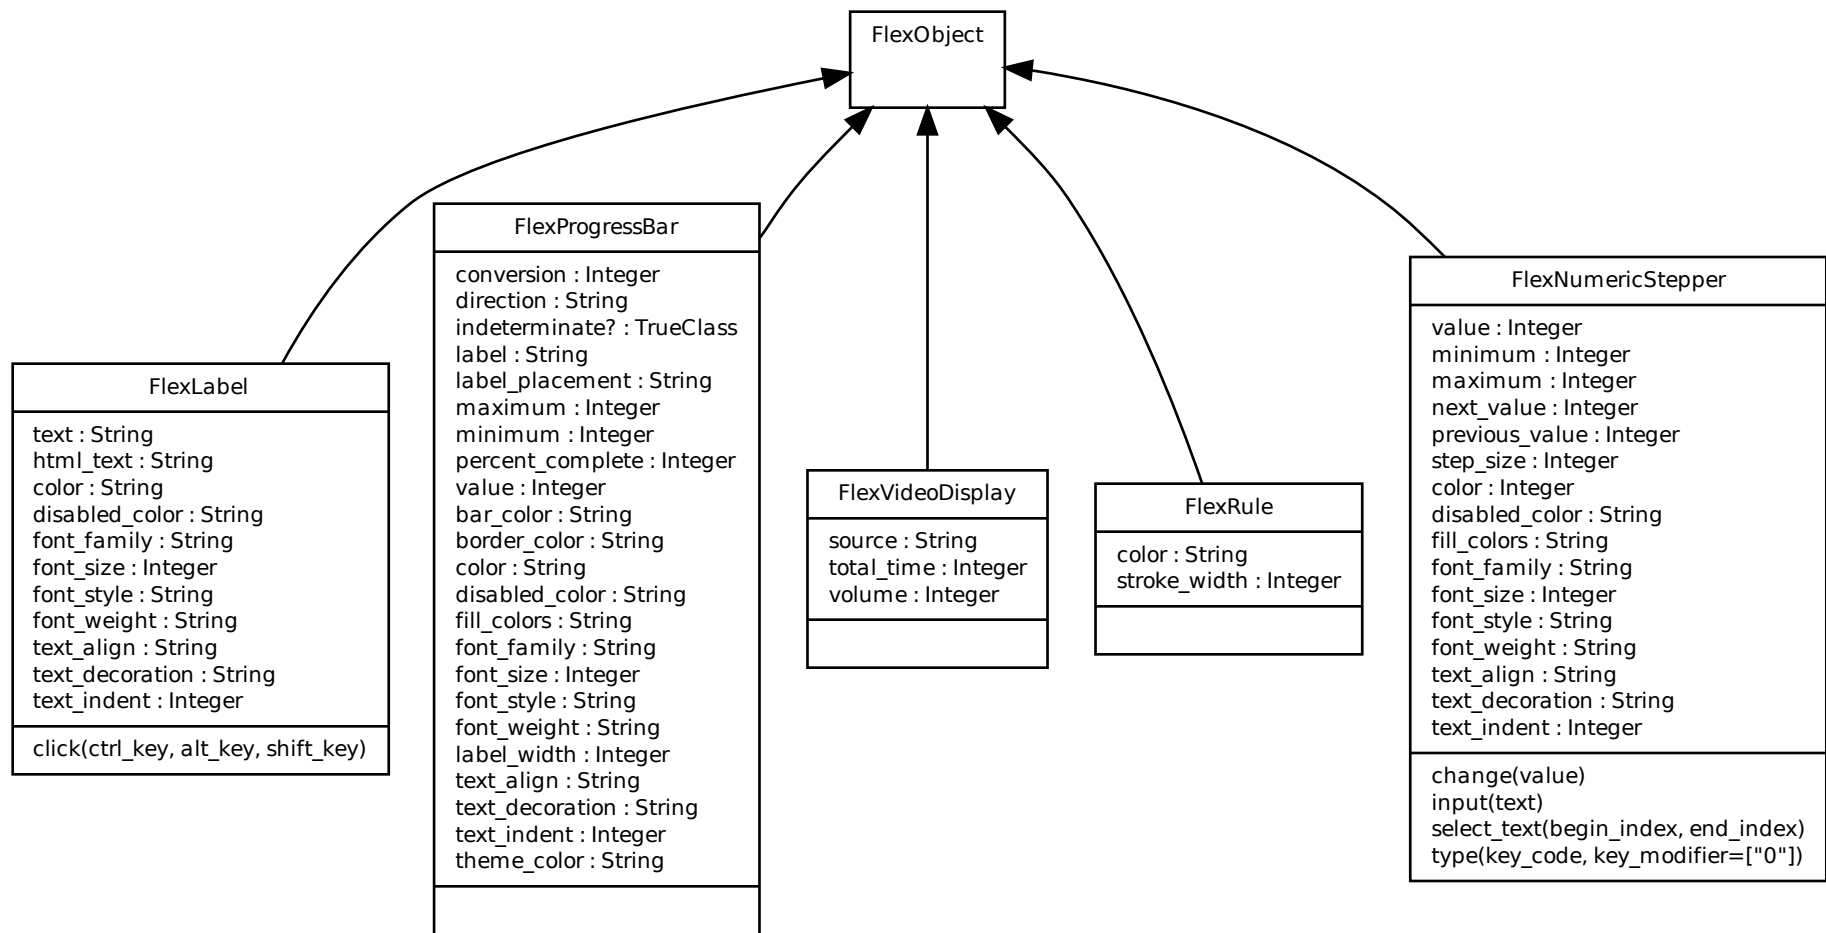 FlexObject
FlexLabel
text : String
html_text : String
color : String
disabled_color : String
font_family : String
font_size : Integer
font_style : String
font_weight : String
text_align : String
text_decoration : String
text_indent : Integer
click(ctrl_key, alt_key, shift_key)
FlexProgressBar
conversion : Integer
direction : String
indeterminate? : TrueClass
label : String
label_placement : String
maximum : Integer
minimum : Integer
percent_complete : Integer
value : Integer
bar_color : String
border_color : String
color : String
disabled_color : String
fill_colors : String
font_family : String
font_size : Integer
font_style : String
font_weight : String
label_width : Integer
text_align : String
text_decoration : String
text_indent : Integer
theme_color : String
FlexVideoDisplay
source : String
total_time : Integer
volume : Integer
FlexRule
color : String
stroke_width : Integer
FlexNumericStepper
value : Integer
minimum : Integer
maximum : Integer
next_value : Integer
previous_value : Integer
step_size : Integer
color : Integer
disabled_color : String
fill_colors : String
font_family : String
font_size : Integer
font_style : String
font_weight : String
text_align : String
text_decoration : String
text_indent : Integer
change(value)
input(text)
select_text(begin_index, end_index)
type(key_code, key_modifier=["0"])